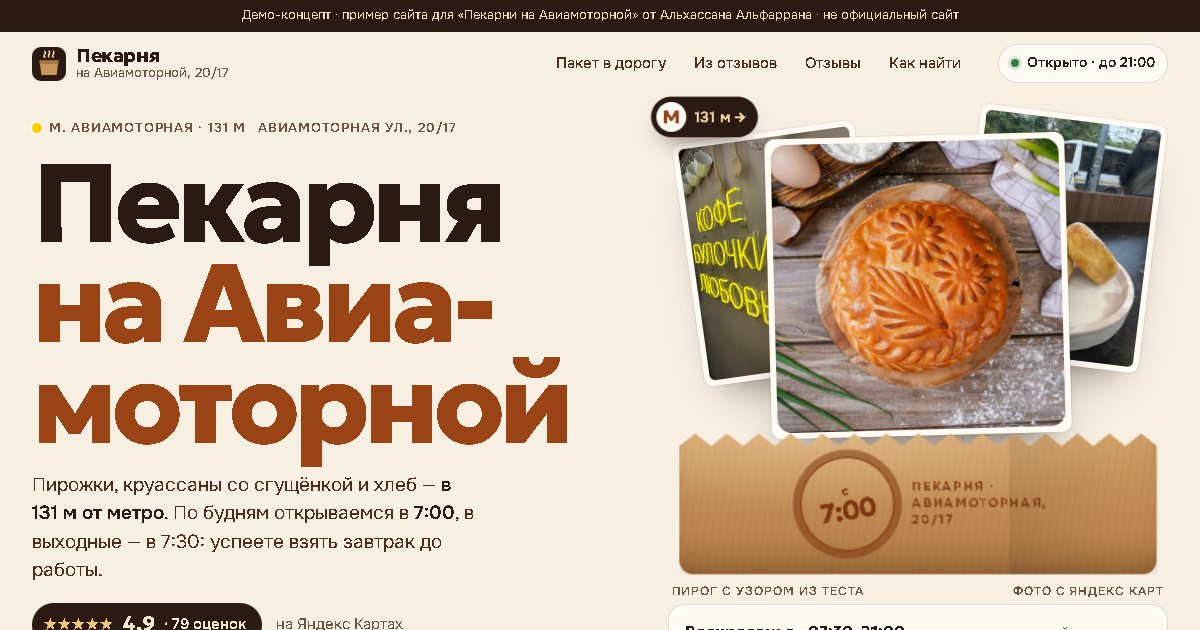 Демо-концепт · пример сайта для «Пекарни на Авиамоторной» от Альхассана Альфаррана · не официальный сайт
Пекарня
на Авиамоторной, 20/17
Пакет в дорогу
Из отзывов
Отзывы
Как найти
Открыто · до 21:00
М. АВИАМОТОРНАЯ · 131 М АВИАМОТОРНАЯ УЛ., 20/17
Пекарня
на Авиа-
моторной
Пирожки, круассаны со сгущёнкой и хлеб — в
131 м от метро. По будням открываемся в 7:00, в
выходные — в 7:30: успеете взять завтрак до
работы.
★★★★★ 4,9 · 79 оценок
на Яндекс Картах
М 131 м →
КОФЕ,
БУЛОЧКИ
ЛЮБОВЬ
с
7:00
ПЕКАРНЯ ·
АВИАМОТОРНАЯ,
20/17
ПИРОГ С УЗОРОМ ИЗ ТЕСТА
ФОТО С ЯНДЕКС КАРТ